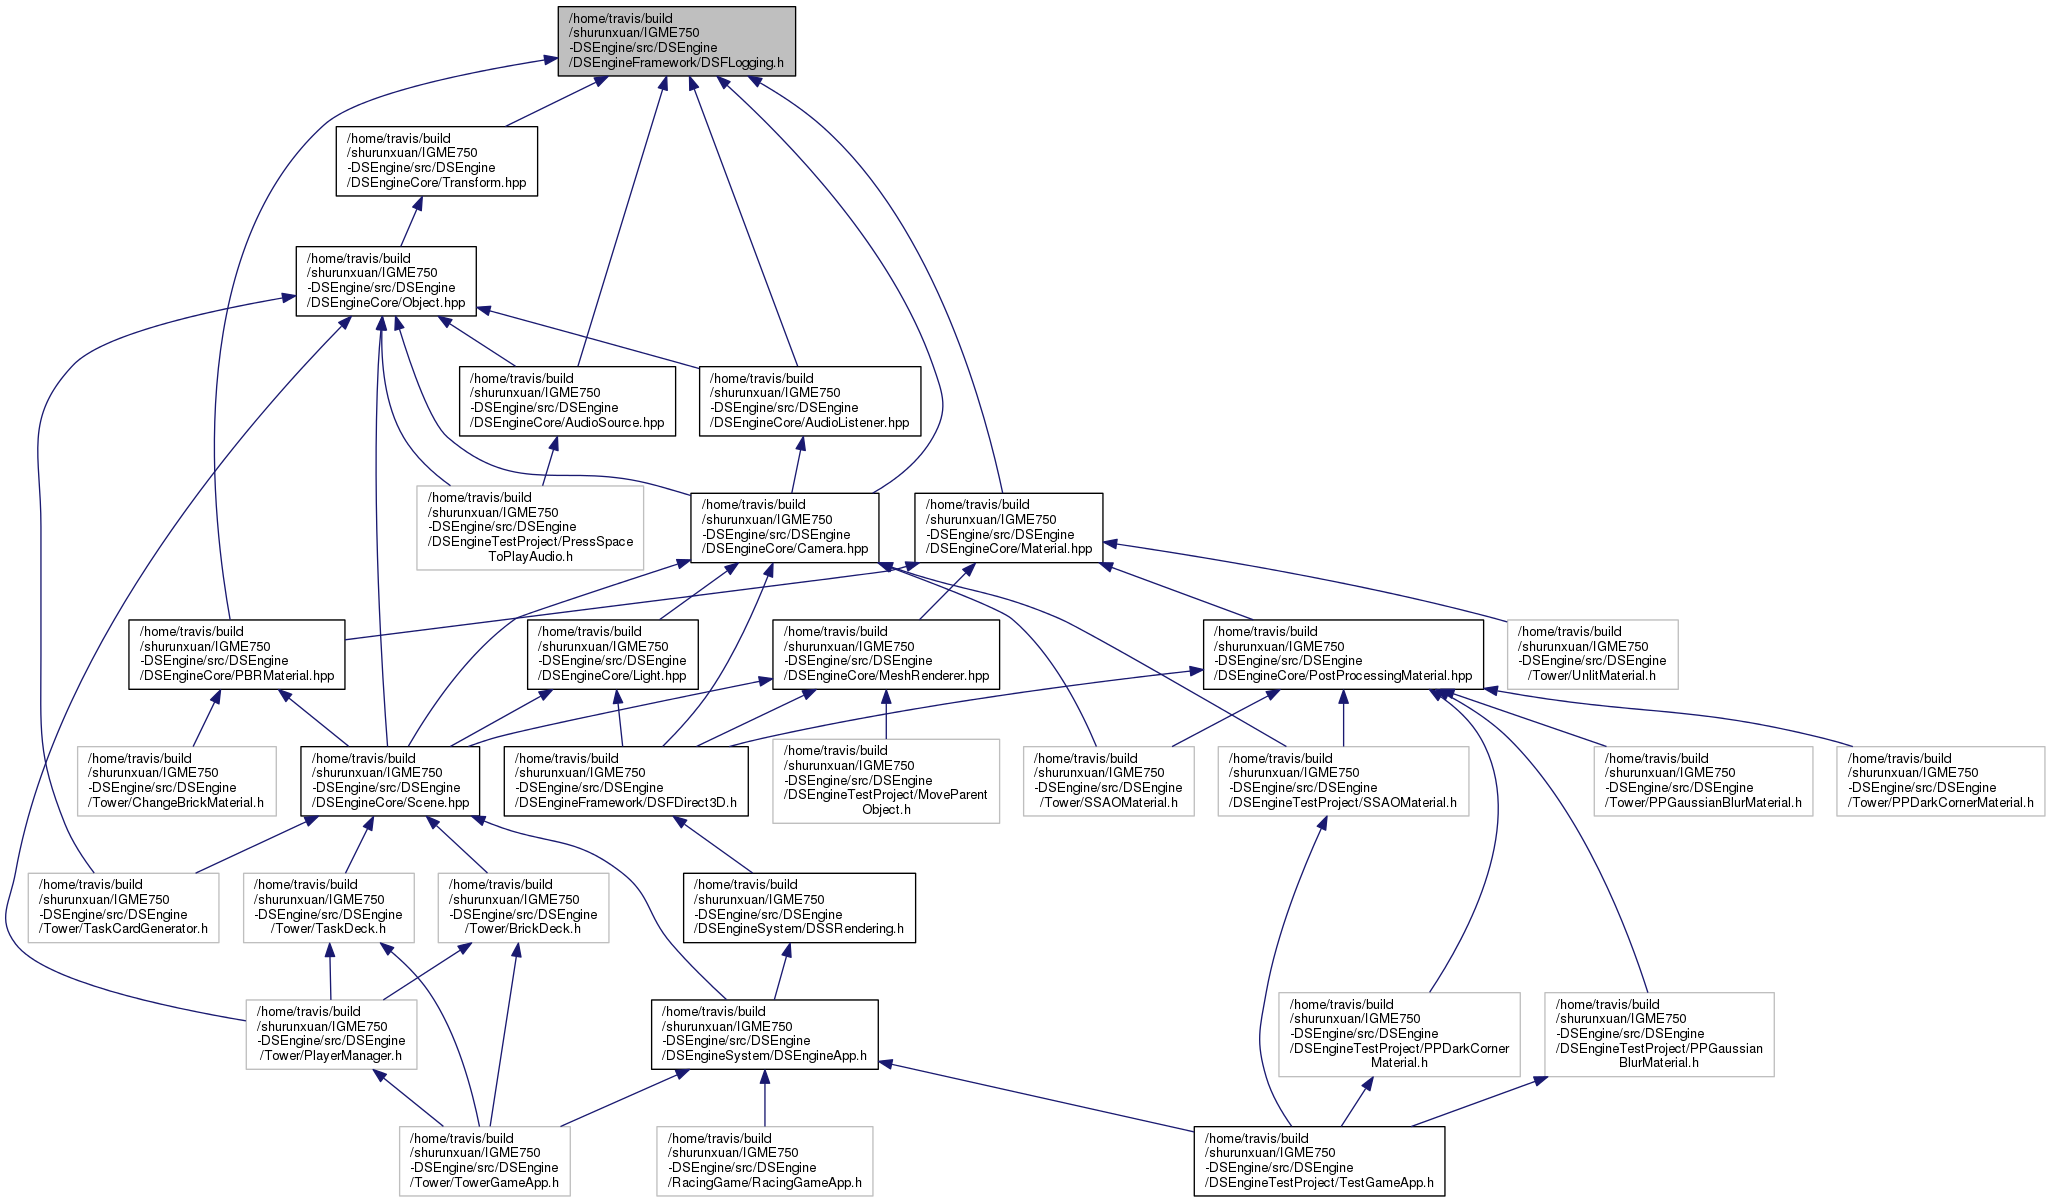 /home/travis/build
/shurunxuan/IGME750
-DSEngine/src/DSEngine
/DSEngineFramework/DSFLogging.h
/home/travis/build
/shurunxuan/IGME750
-DSEngine/src/DSEngine
/DSEngineCore/Transform.hpp
/home/travis/build
/shurunxuan/IGME750
-DSEngine/src/DSEngine
/DSEngineCore/Object.hpp
/home/travis/build
/shurunxuan/IGME750
-DSEngine/src/DSEngine
/DSEngineCore/AudioSource.hpp
/home/travis/build
/shurunxuan/IGME750
-DSEngine/src/DSEngine
/DSEngineCore/AudioListener.hpp
/home/travis/build
/shurunxuan/IGME750
-DSEngine/src/DSEngine
/DSEngineTestProject/PressSpace
ToPlayAudio.h
/home/travis/build
/shurunxuan/IGME750
-DSEngine/src/DSEngine
/DSEngineCore/Camera.hpp
/home/travis/build
/shurunxuan/IGME750
-DSEngine/src/DSEngine
/DSEngineCore/Material.hpp
/home/travis/build
/shurunxuan/IGME750
-DSEngine/src/DSEngine
/DSEngineCore/PBRMaterial.hpp
/home/travis/build
/shurunxuan/IGME750
-DSEngine/src/DSEngine
/DSEngineCore/Light.hpp
/home/travis/build
/shurunxuan/IGME750
-DSEngine/src/DSEngine
/DSEngineCore/MeshRenderer.hpp
/home/travis/build
/shurunxuan/IGME750
-DSEngine/src/DSEngine
/DSEngineCore/PostProcessingMaterial.hpp
/home/travis/build
/shurunxuan/IGME750
-DSEngine/src/DSEngine
/Tower/UnlitMaterial.h
/home/travis/build
/shurunxuan/IGME750
-DSEngine/src/DSEngine
/Tower/ChangeBrickMaterial.h
/home/travis/build
/shurunxuan/IGME750
-DSEngine/src/DSEngine
/DSEngineCore/Scene.hpp
/home/travis/build
/shurunxuan/IGME750
-DSEngine/src/DSEngine
/DSEngineFramework/DSFDirect3D.h
/home/travis/build
/shurunxuan/IGME750
-DSEngine/src/DSEngine
/DSEngineTestProject/MoveParent
Object.h
/home/travis/build
/shurunxuan/IGME750
-DSEngine/src/DSEngine
/Tower/SSAOMaterial.h
/home/travis/build
/shurunxuan/IGME750
-DSEngine/src/DSEngine
/DSEngineTestProject/SSAOMaterial.h
/home/travis/build
/shurunxuan/IGME750
-DSEngine/src/DSEngine
/Tower/PPGaussianBlurMaterial.h
/home/travis/build
/shurunxuan/IGME750
-DSEngine/src/DSEngine
/Tower/PPDarkCornerMaterial.h
/home/travis/build
/shurunxuan/IGME750
-DSEngine/src/DSEngine
/Tower/TaskCardGenerator.h
/home/travis/build
/shurunxuan/IGME750
-DSEngine/src/DSEngine
/Tower/TaskDeck.h
/home/travis/build
/shurunxuan/IGME750
-DSEngine/src/DSEngine
/Tower/BrickDeck.h
/home/travis/build
/shurunxuan/IGME750
-DSEngine/src/DSEngine
/DSEngineSystem/DSSRendering.h
/home/travis/build
/shurunxuan/IGME750
-DSEngine/src/DSEngine
/Tower/PlayerManager.h
/home/travis/build
/shurunxuan/IGME750
-DSEngine/src/DSEngine
/DSEngineSystem/DSEngineApp.h
/home/travis/build
/shurunxuan/IGME750
-DSEngine/src/DSEngine
/DSEngineTestProject/PPDarkCorner
Material.h
/home/travis/build
/shurunxuan/IGME750
-DSEngine/src/DSEngine
/DSEngineTestProject/PPGaussian
BlurMaterial.h
/home/travis/build
/shurunxuan/IGME750
-DSEngine/src/DSEngine
/Tower/TowerGameApp.h
/home/travis/build
/shurunxuan/IGME750
-DSEngine/src/DSEngine
/RacingGame/RacingGameApp.h
/home/travis/build
/shurunxuan/IGME750
-DSEngine/src/DSEngine
/DSEngineTestProject/TestGameApp.h